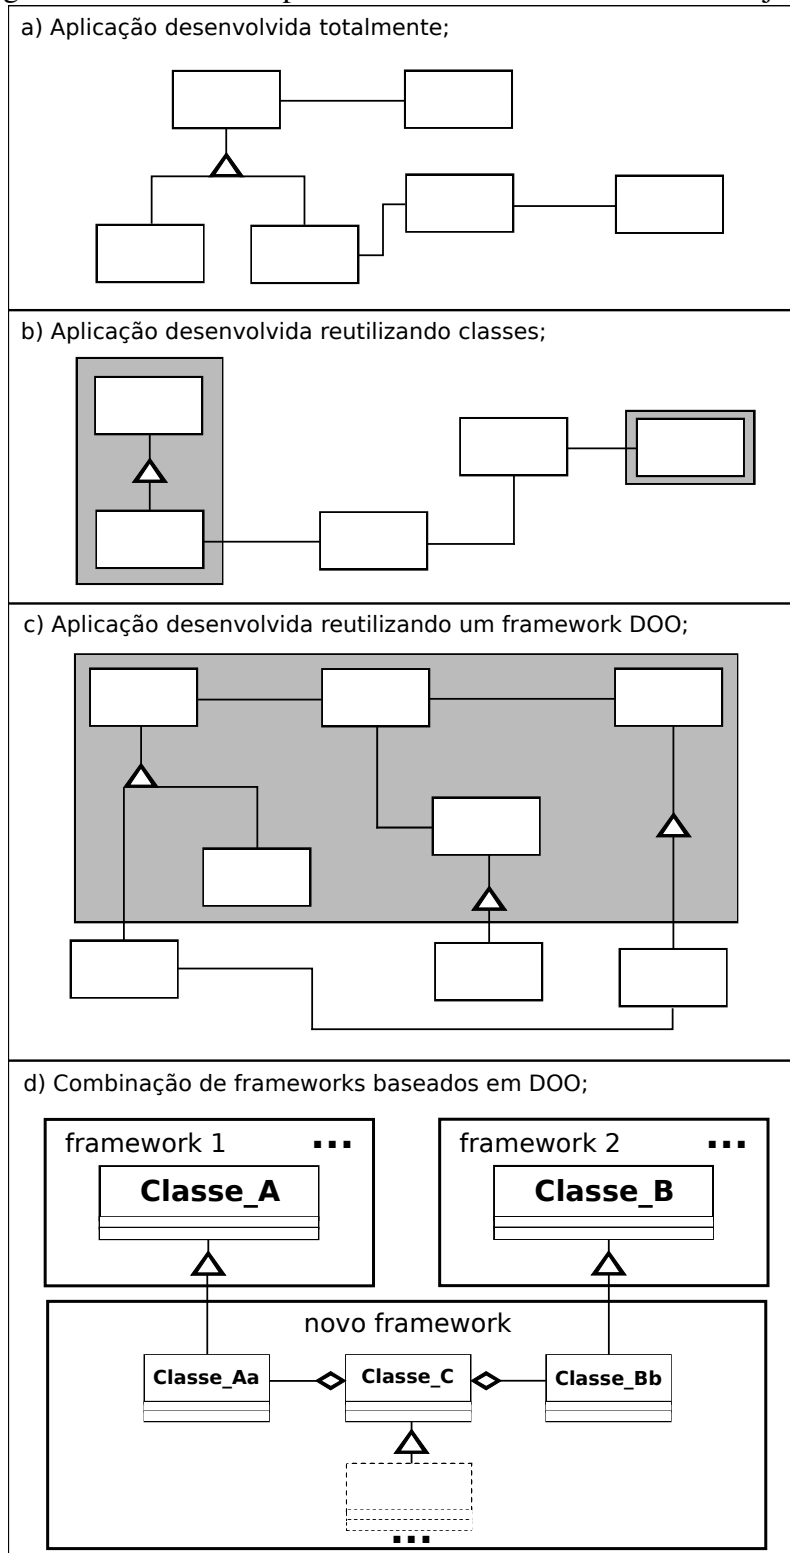 a) Aplicação desenvolvida totalmente;
b) Aplicação desenvolvida reutilizando classes;
c) Aplicação desenvolvida reutilizando um framework DOO;
d) Combinação de frameworks baseados em DOO;
framework 1 ...
framework 2 ...
Classe_A
Classe_B
novo framework
Classe_Aa
Classe_C
Classe_Bb
...